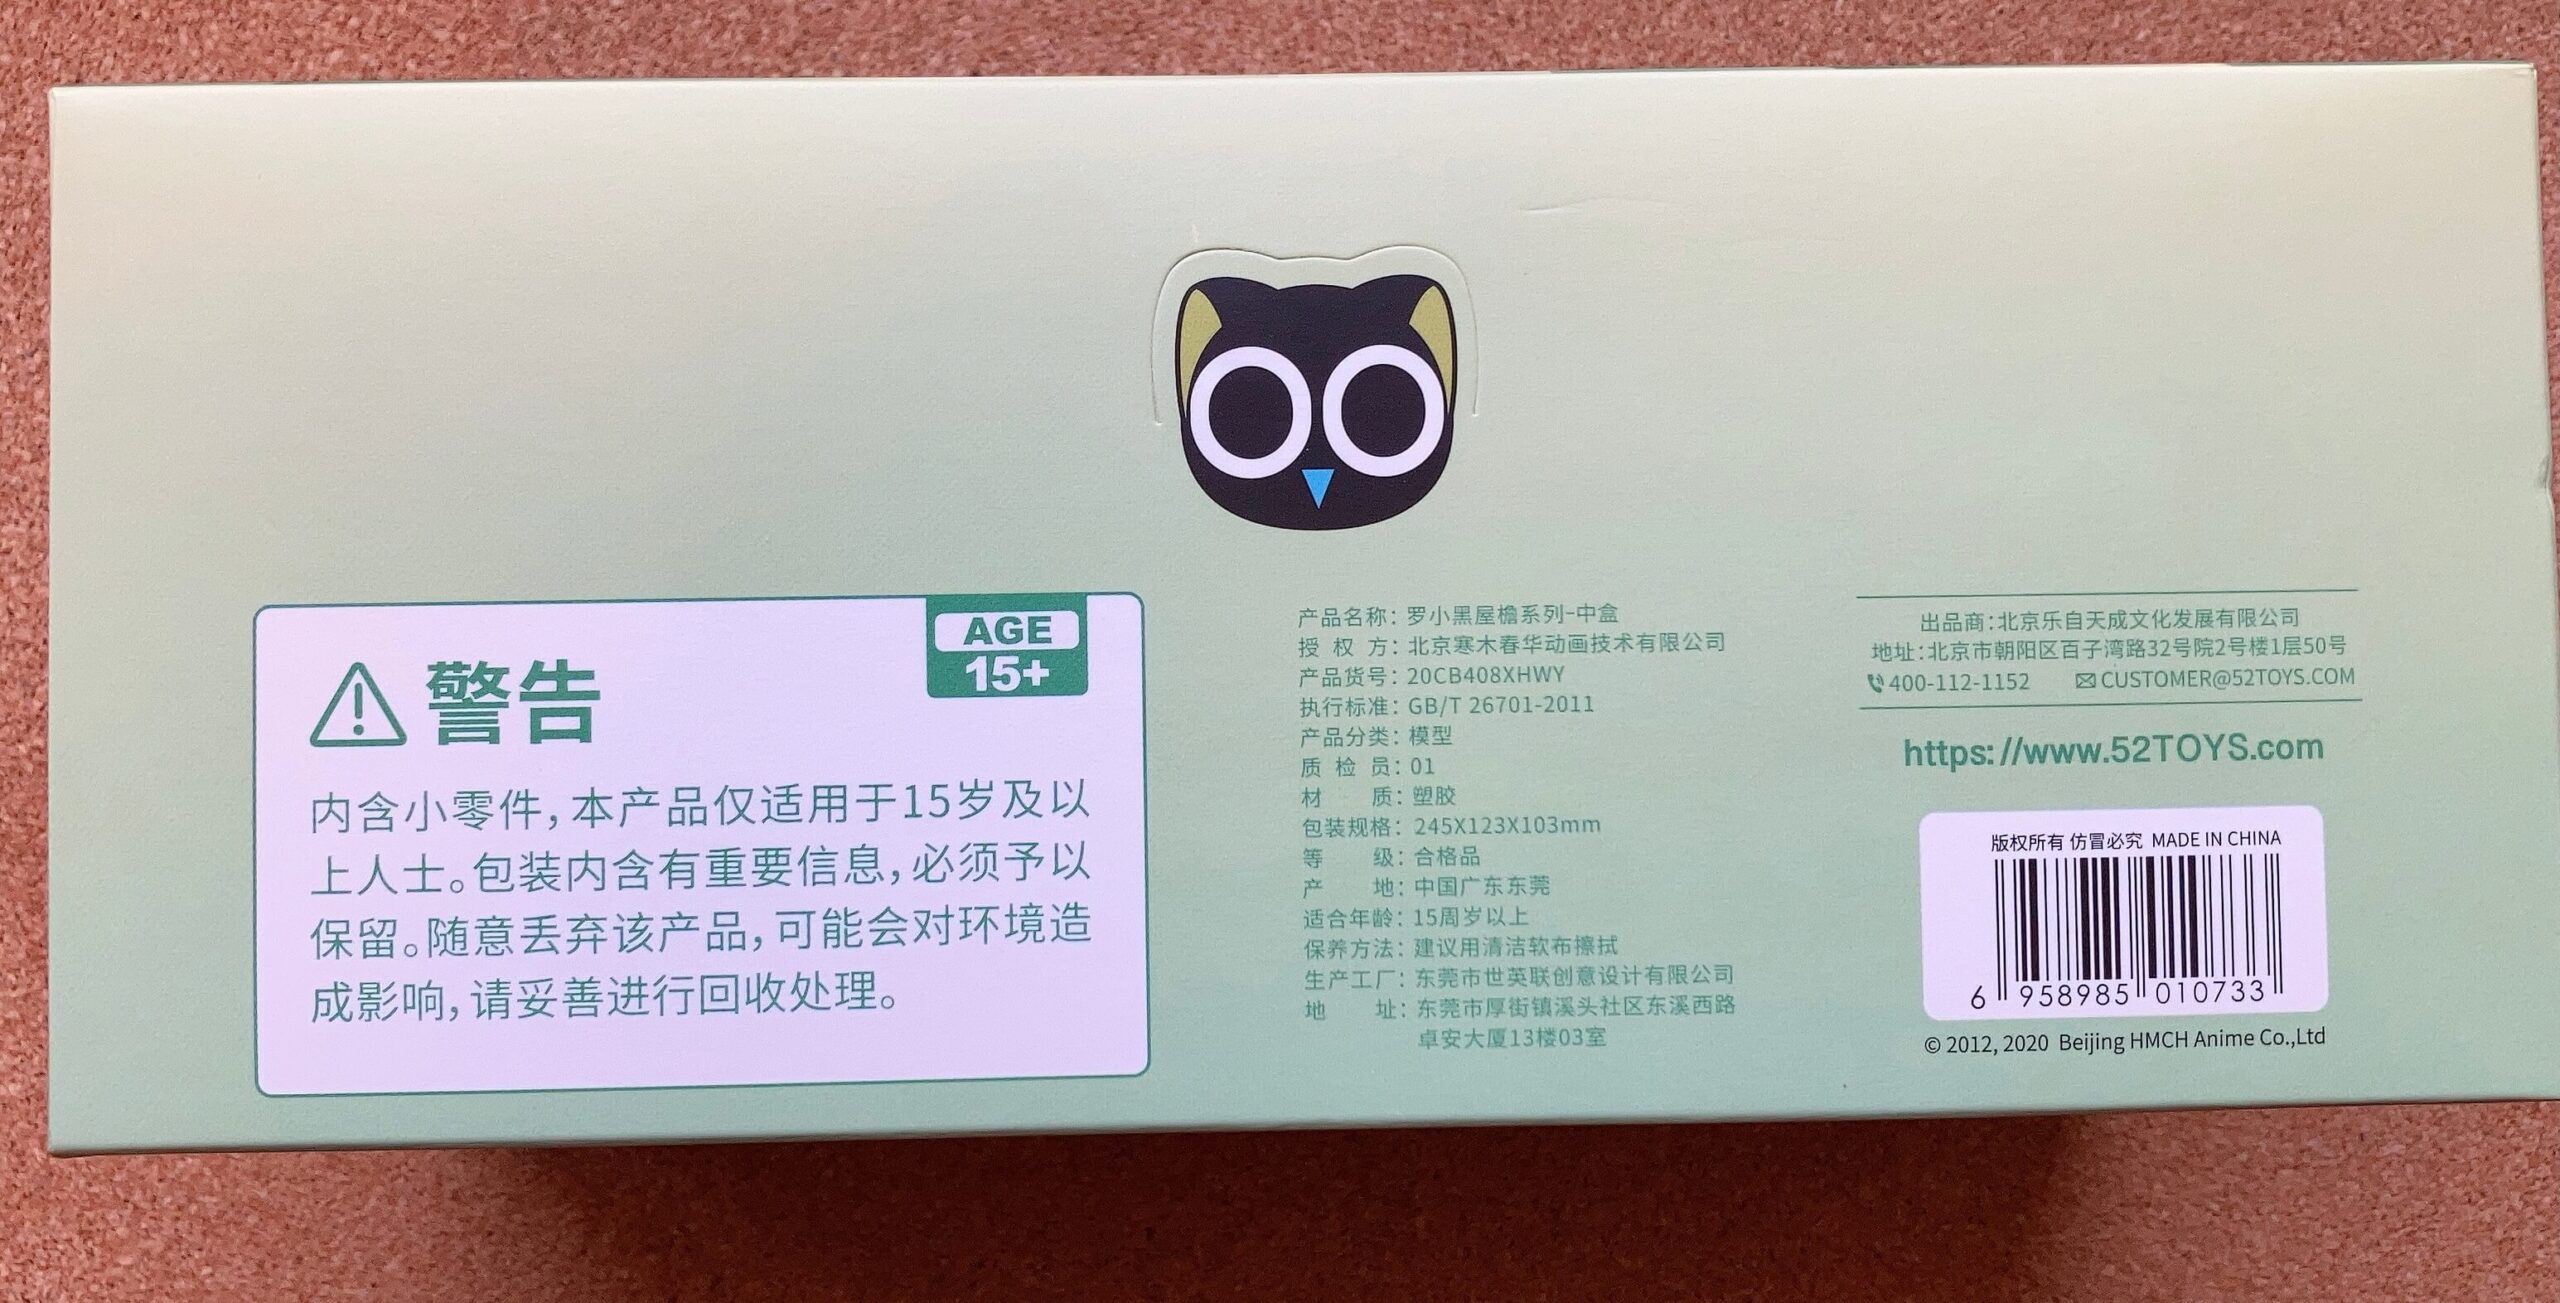 AGE
15+
警告
内含小零件，本产品仅适用于15岁及以
上人士。包装内含有重要信息，必须予以
保留。随意丢弃该产品，可能会对环境造
成影响，请妥善进行回收处理。
产品名称：罗小黑屋檐系列-中盒
授 权 方：北京寒木春华动画技术有限公司
产品货号：20CB408XHWY
执行标准：GB/T 26701-2011
产品分类：模型
质 检 员：01
材 质：塑胶
包装规格：245X123X103mm
等 级：合格品
产 地：中国广东东莞
适合年龄：15周岁以上
保养方法：建议用清洁软布擦拭
生产工厂：东莞市世英联创意设计有限公司
地 址：东莞市厚街镇溪头社区东溪西路
卓安大厦13楼03室
出品商：北京乐自天成文化发展有限公司
地址：北京市朝阳区百子湾路32号院2号楼1层50号
400-112-1152 CUSTOMER@52TOYS.COM
https://www.52TOYS.com
版权所有 仿冒必究 MADE IN CHINA
6 958985 010733
© 2012, 2020 Beijing HMCH Anime Co.,Ltd